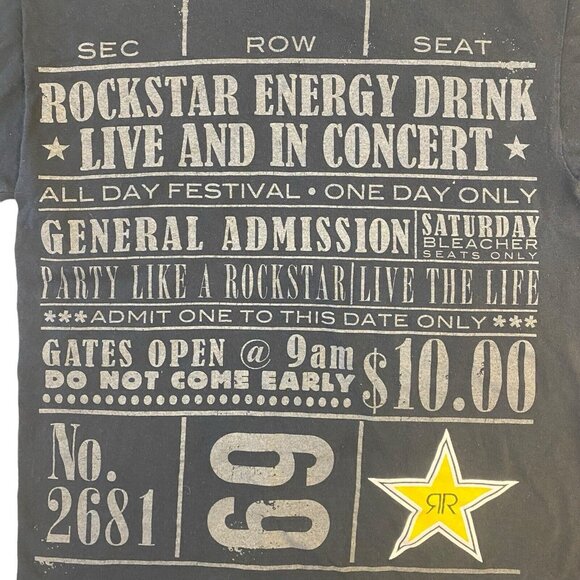 SEC ROW SEAT
ROCKSTAR ENERGY DRINK
★ LIVE AND IN CONCERT ★
ALL DAY FESTIVAL • ONE DAY ONLY
GENERAL ADMISSION
SATURDAY
BLEACHER
SEATS ONLY
PARTY LIKE A ROCKSTAR LIVE THE LIFE
***ADMIT ONE TO THIS DATE ONLY***
GATES OPEN @ 9am
DO NOT COME EARLY
$10.00
No.
2681
69
RR